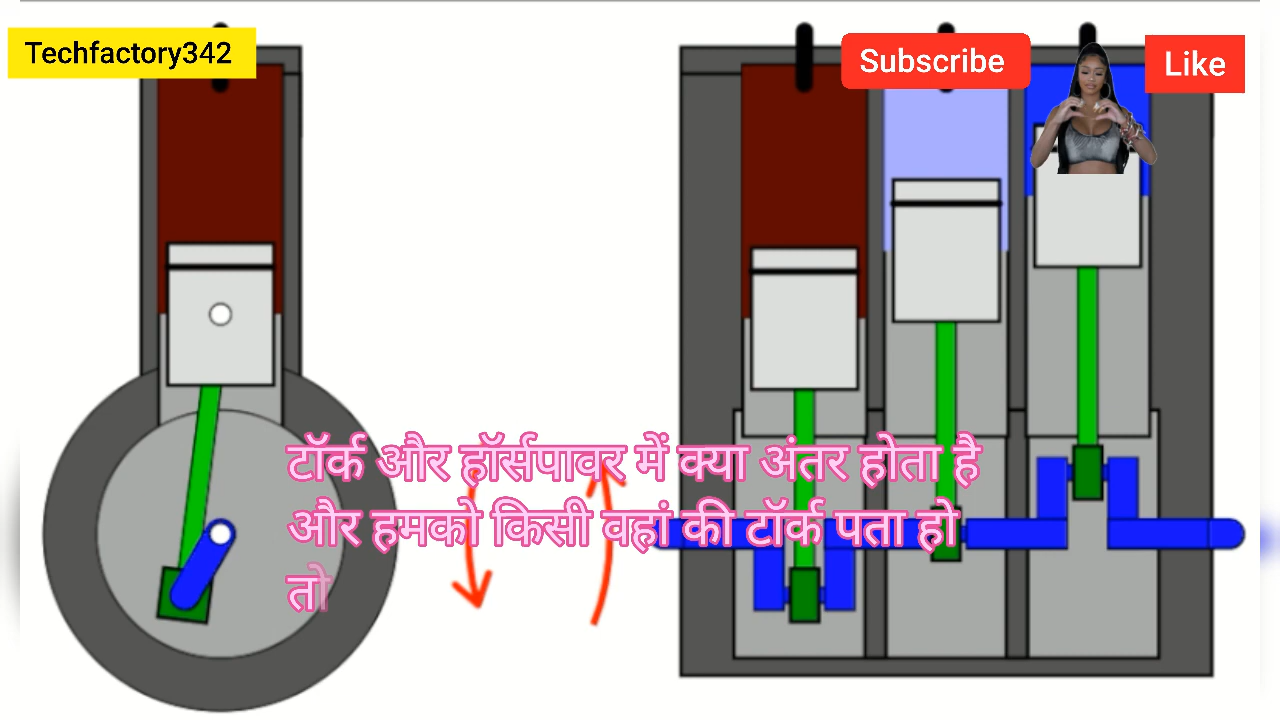 Techfactory342
Subscribe
Like
टॉर्क और हॉर्सपावर में क्या अंतर होता है
और हमको किसी वहां की टॉर्क पता हो
तो